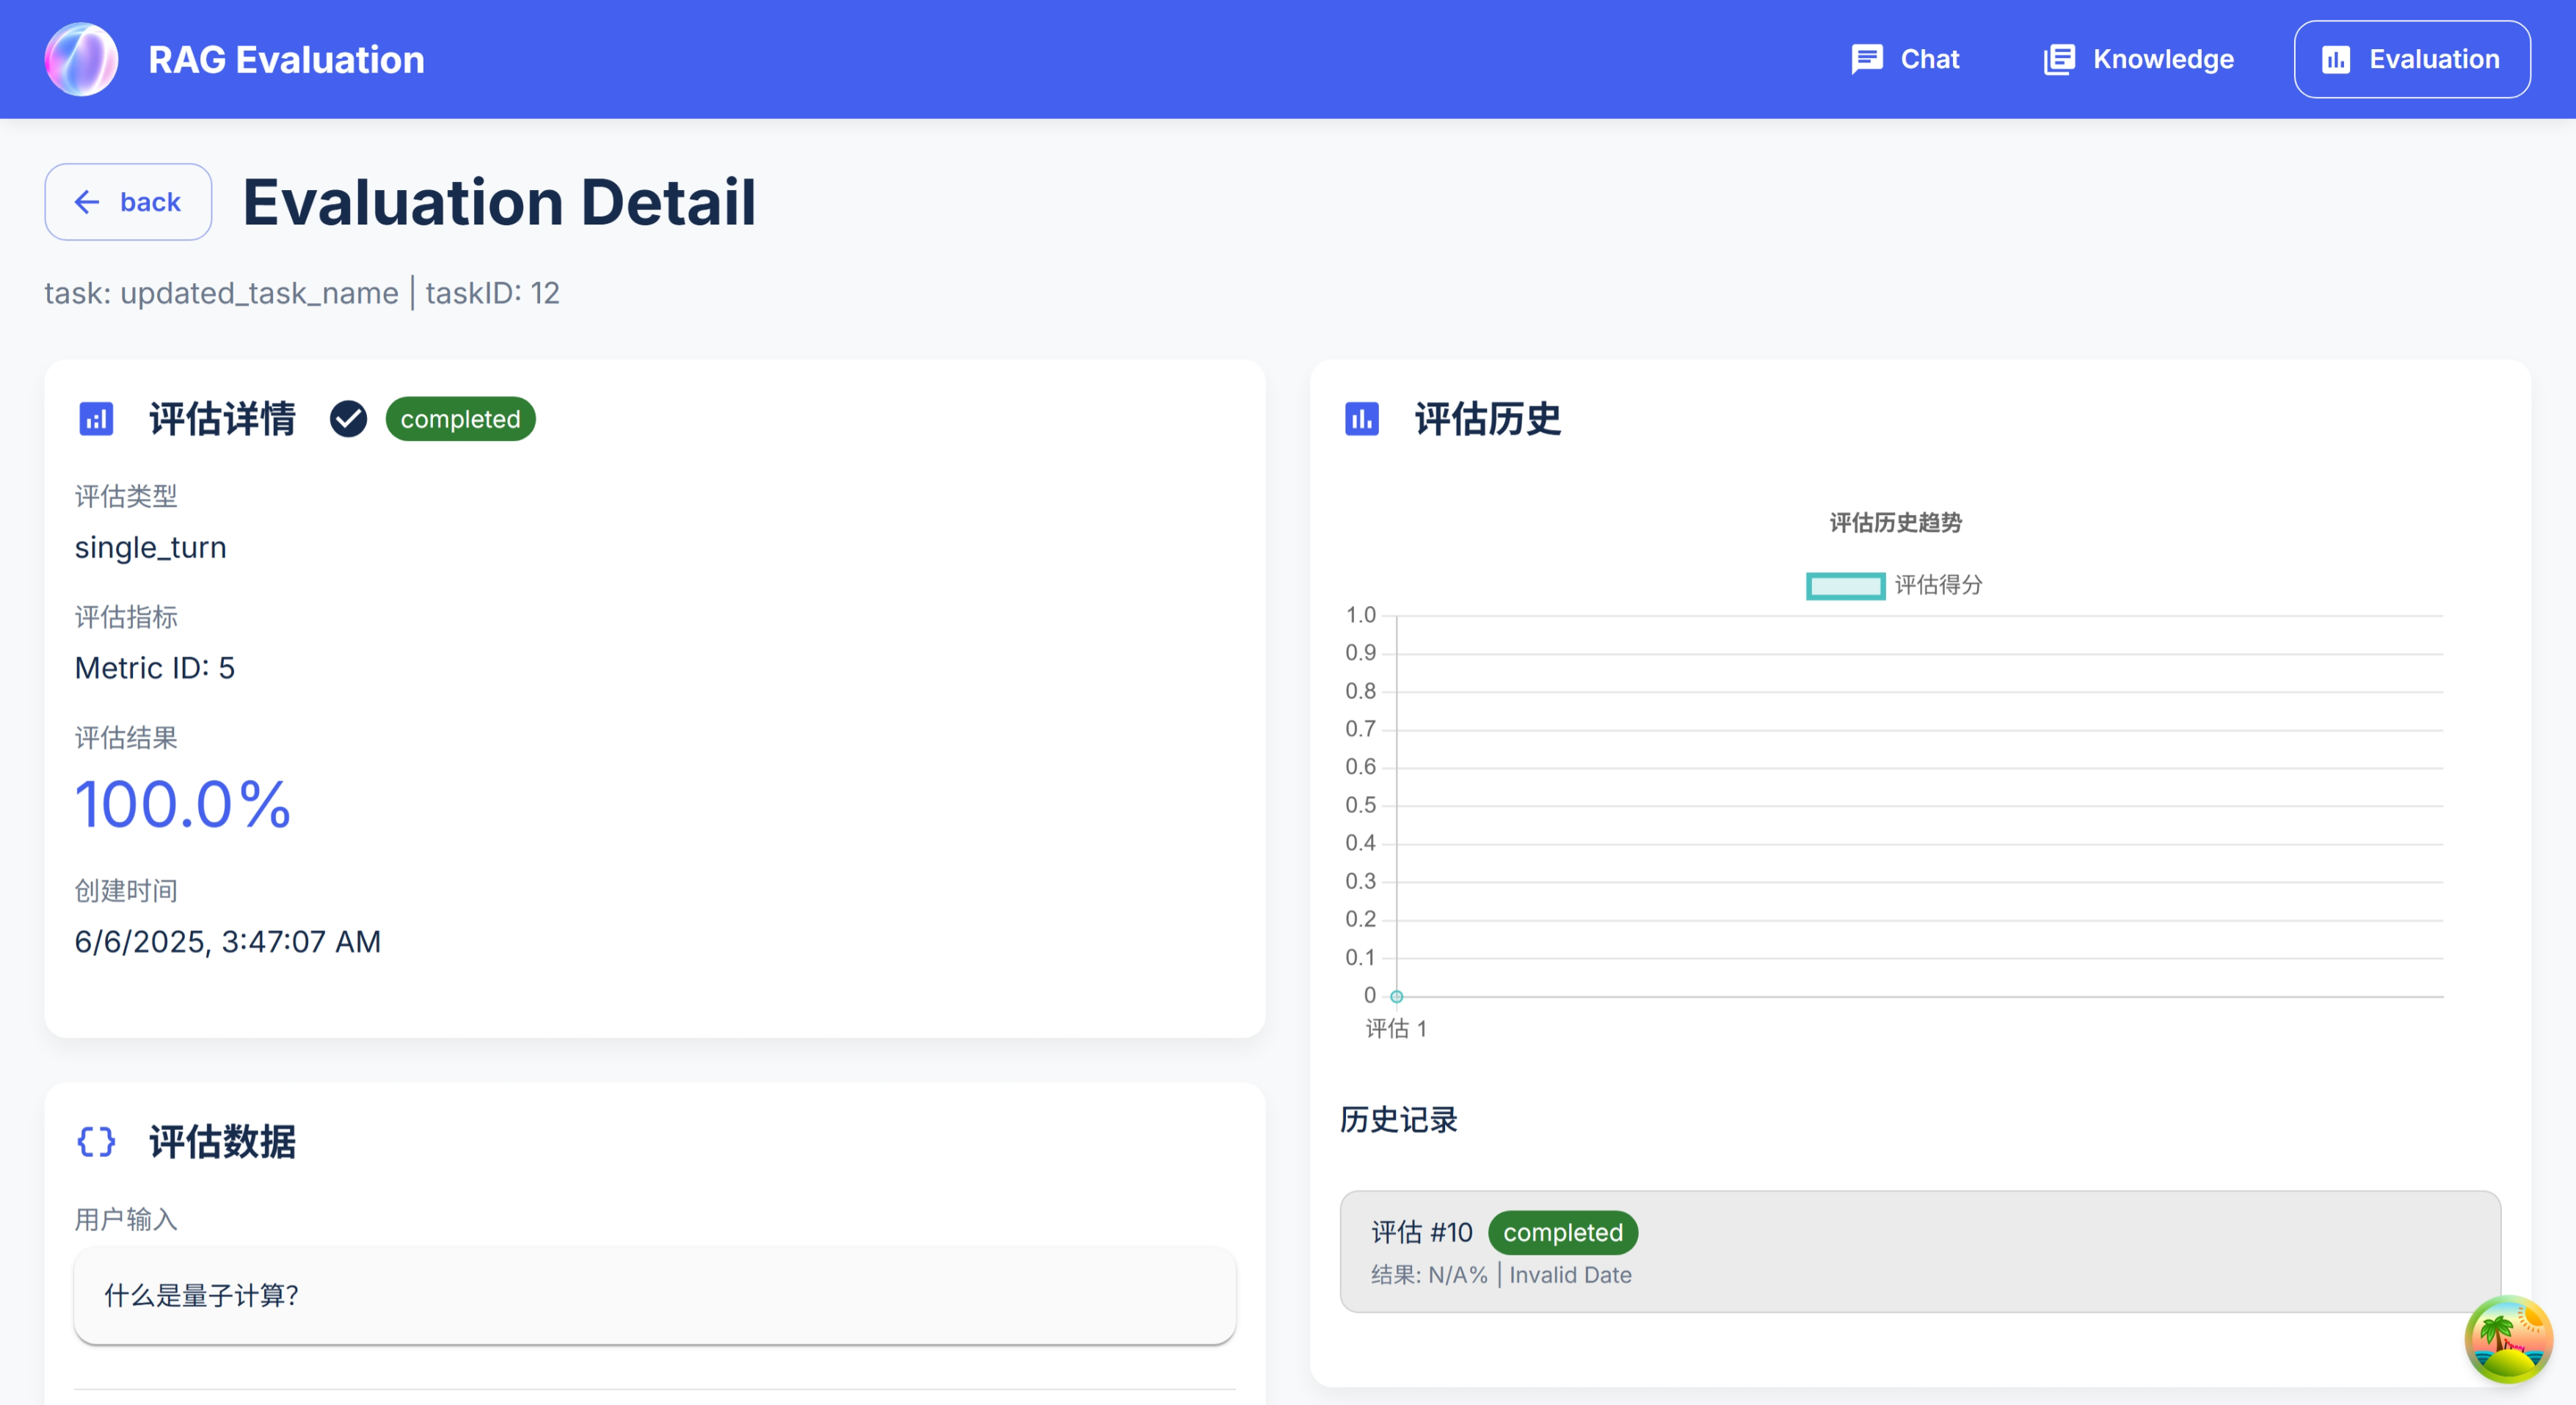 RAG Evaluation
Chat
Knowledge
Evaluation
back
Evaluation Detail
task: updated_task_name | taskID: 12
评估详情
completed
评估类型
single_turn
评估指标
Metric ID: 5
评估结果
100.0%
创建时间
6/6/2025, 3:47:07 AM
评估数据
用户输入
什么是量子计算?
评估历史
评估历史趋势
评估得分
1.0
0.9
0.8
0.7
0.6
0.5
0.4
0.3
0.2
0.1
0
评估 1
历史记录
评估 #10 completed
结果: N/A% | Invalid Date